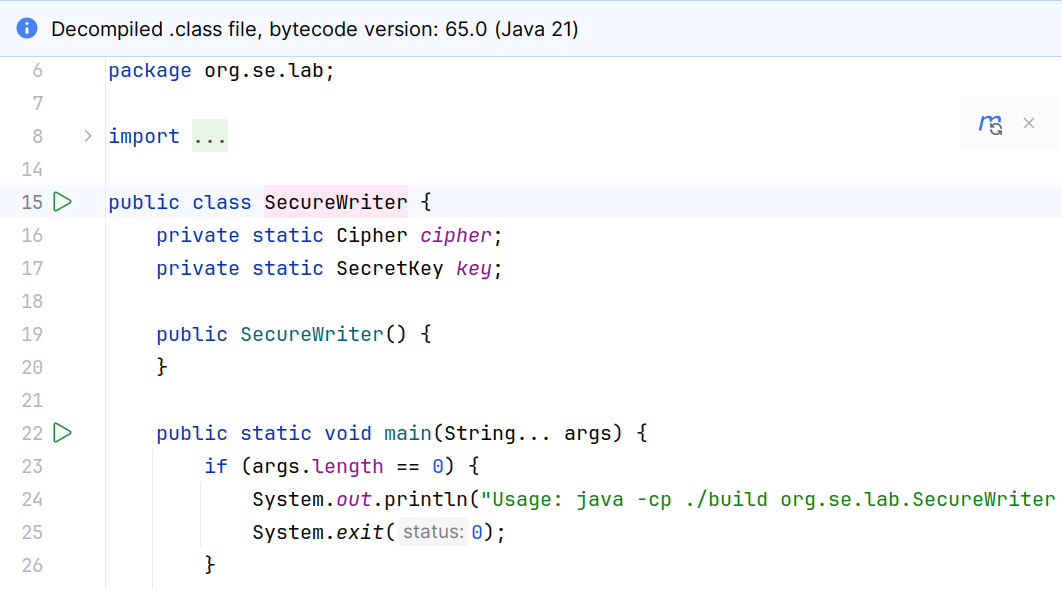 Decompiled .class file, bytecode version: 65.0 (Java 21)
6 package org.se.lab;
7
8 import ...
14
15 public class SecureWriter {
16 private static Cipher cipher;
17 private static SecretKey key;
18
19 public SecureWriter() {
20 }
21
22 public static void main(String... args) {
23 if (args.length == 0) {
24 System.out.println("Usage: java -cp ./build org.se.lab.SecureWriter
25 System.exit( status: 0);
26 }